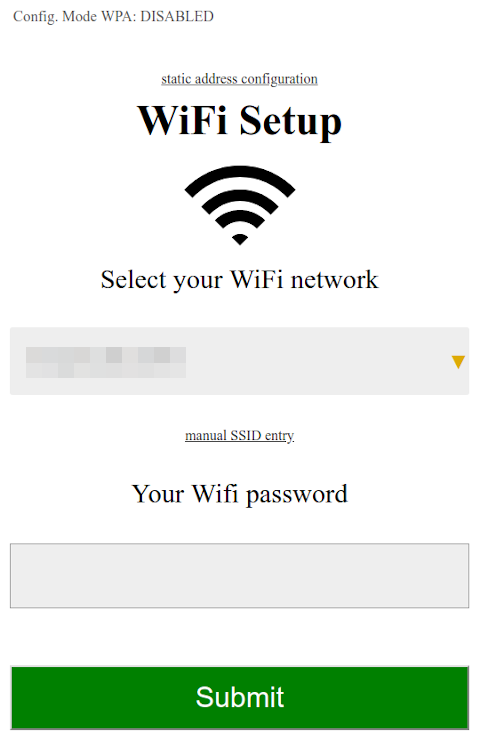 Config. Mode WPA: DISABLED
static address configuration
WiFi Setup
Select your WiFi network
manual SSID entry
Your Wifi password
Submit